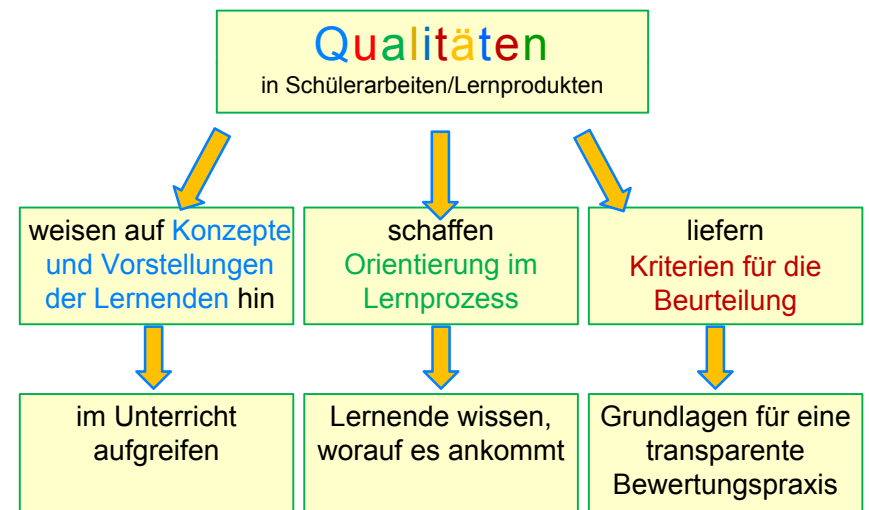 Qualitäten
in Schülerarbeiten/Lernprodukten
weisen auf Konzepte
und Vorstellungen
der Lernenden hin
schaffen
Orientierung im
Lernprozess
liefern
Kriterien für die
Beurteilung
im Unterricht
aufgreifen
Lernende wissen,
worauf es ankommt
Grundlagen für eine
transparente
Bewertungspraxis